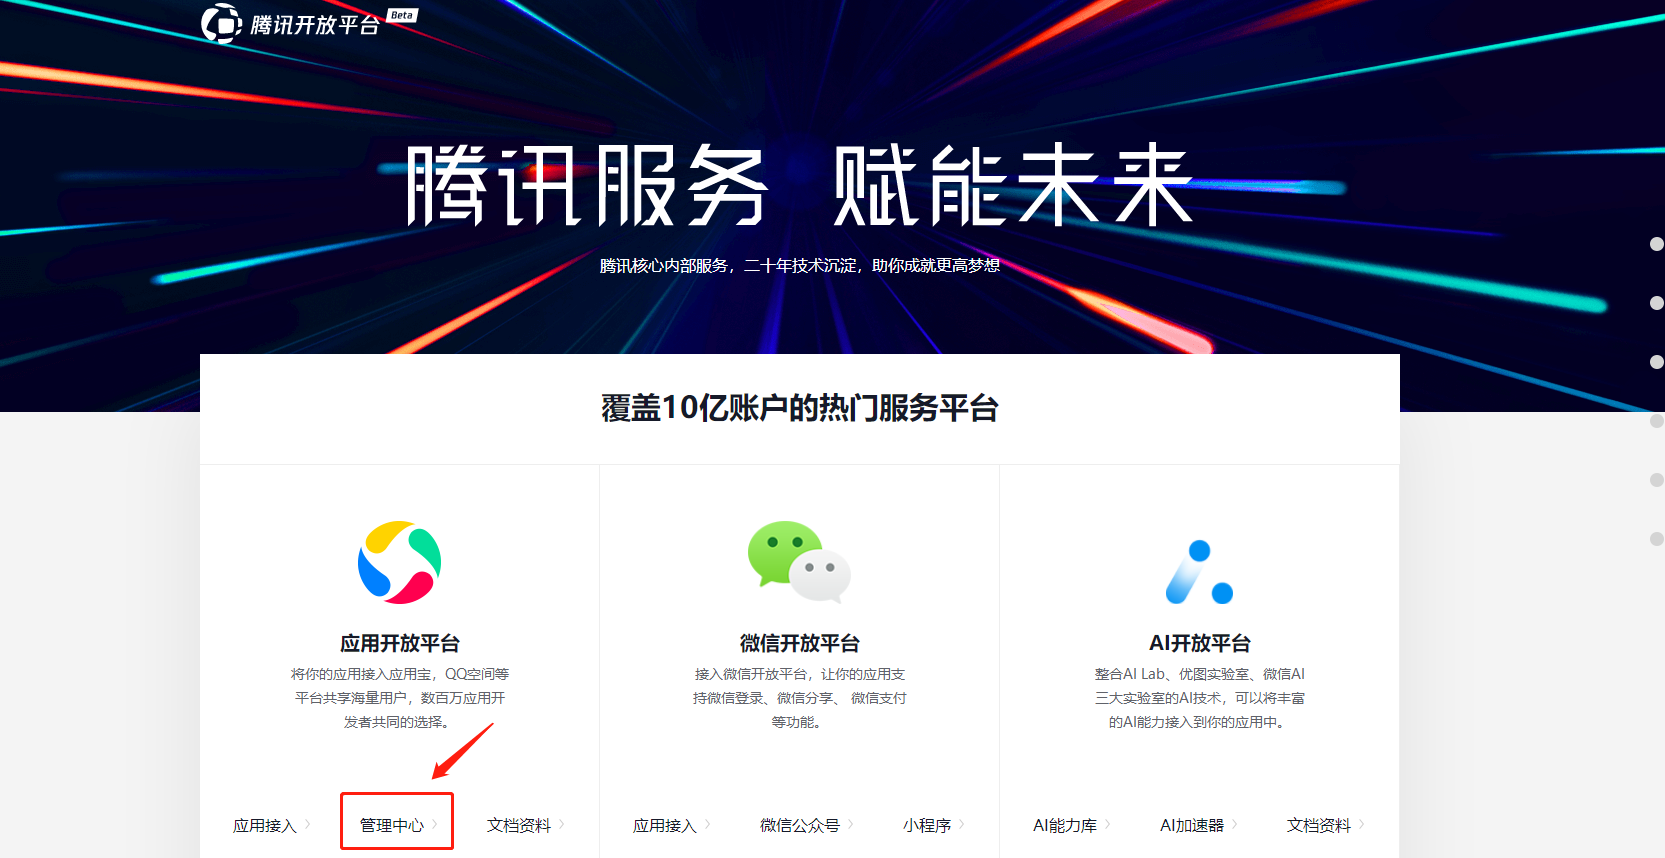 腾讯开放平台 Beta
腾讯服务 赋能未来
腾讯核心内部服务，二十年技术沉淀，助你成就更高梦想
覆盖10亿账户的热门服务平台
应用开放平台
将你的应用接入应用宝，QQ空间等
平台共享海量用户，数百万应用开
发者共同的选择。
应用接入
管理中心
文档资料
微信开放平台
接入微信开放平台，让你的应用支
持微信登录、微信分享、 微信支付
等功能。
应用接入
微信公众号
小程序
AI开放平台
整合AI Lab、优图实验室、微信AI
三大实验室的AI技术，可以将丰富
的AI能力接入到你的应用中。
AI能力库
AI加速器
文档资料